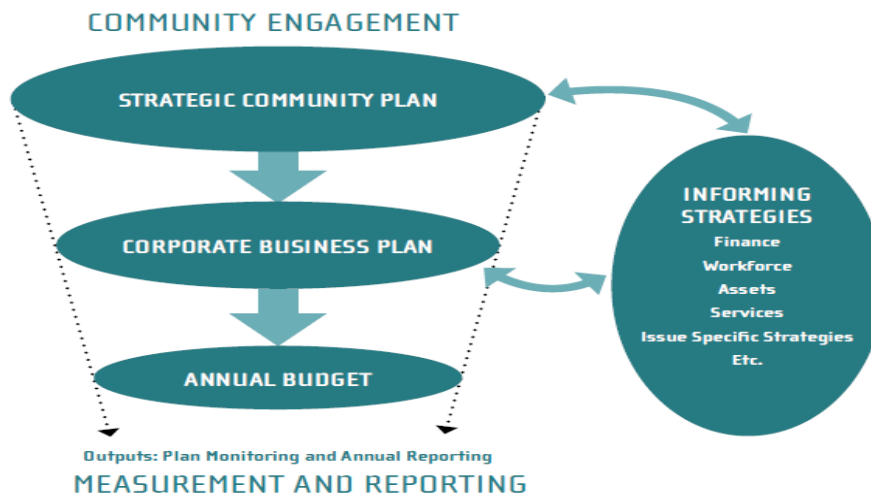 COMMUNITY ENGAGEMENT
STRATEGIC COMMUNITY PLAN
CORPORATE BUSINESS PLAN
ANNUAL BUDGET
INFORMING
STRATEGIES
Finance
Workforce
Assets
Services
Issue Specific Strategies
Etc.
Outputs: Plan Monitoring and Annual Reporting
MEASUREMENT AND REPORTING